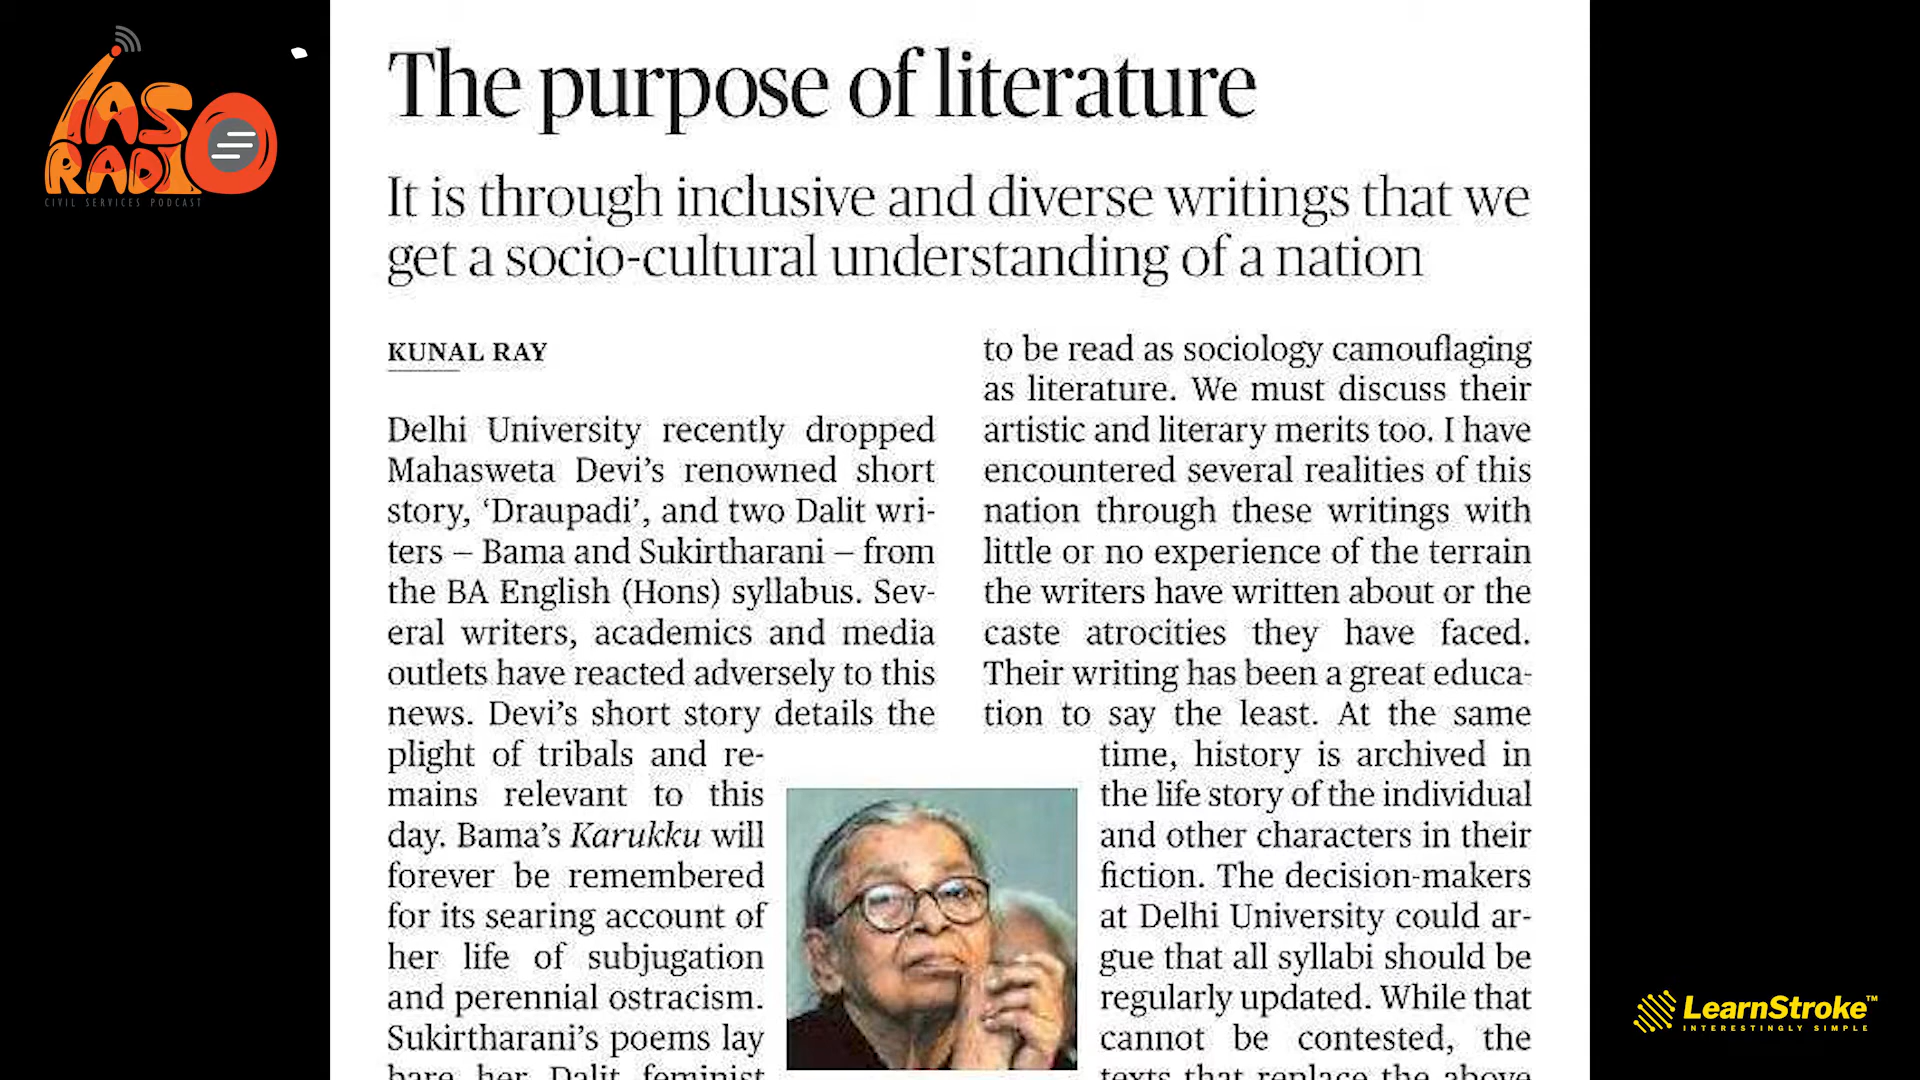 IAS
RADIO
CIVIL SERVICES PODCAST
The purpose of literature
It is through inclusive and diverse writings that we
get a socio-cultural understanding of a nation
KUNAL RAY
Delhi University recently dropped
Mahasweta Devi's renowned short
story, 'Draupadi', and two Dalit wri-
ters – Bama and Sukirtharani – from
the BA English (Hons) syllabus. Sev-
eral writers, academics and media
outlets have reacted adversely to this
news. Devi's short story details the
plight of tribals and re-
mains relevant to this
day. Bama's Karukku will
forever be remembered
for its searing account of
her life of subjugation
and perennial ostracism.
Sukirtharani's poems lay
bare her Dalit feminist
to be read as sociology camouflaging
as literature. We must discuss their
artistic and literary merits too. I have
encountered several realities of this
nation through these writings with
little or no experience of the terrain
the writers have written about or the
caste atrocities they have faced.
Their writing has been a great educa-
tion to say the least. At the same
time, history is archived in
the life story of the individual
and other characters in their
fiction. The decision-makers
at Delhi University could ar-
gue that all syllabi should be
regularly updated. While that
cannot be contested, the
texts that replace the above
LearnStroke™
INTERESTINGLY SIMPLE